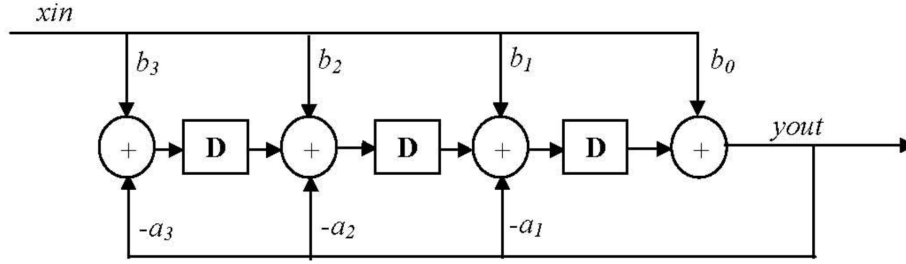 xin
b3 b2 b1 b0
+ D + D + D + yout
-a3 -a2 -a1